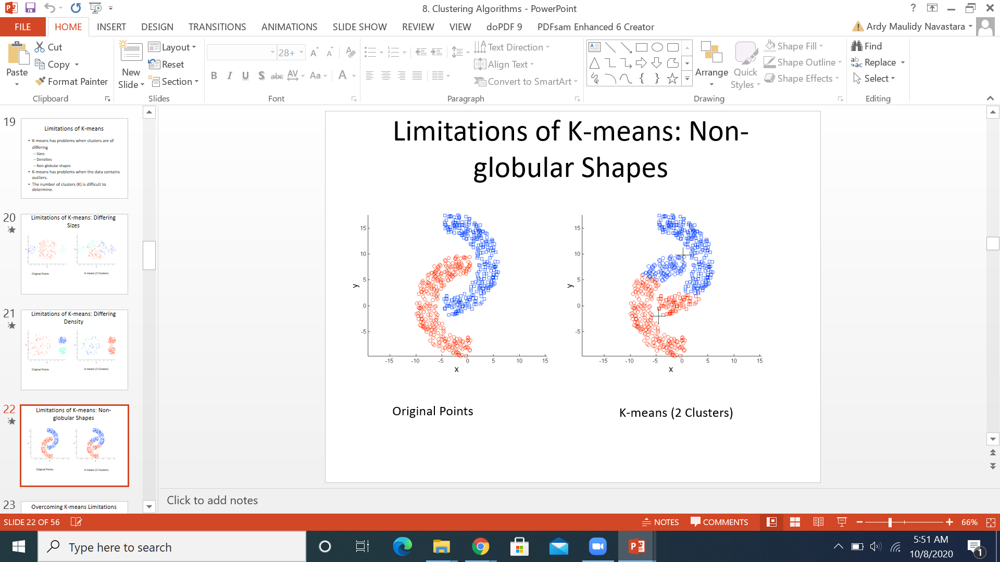 8. Clustering Algorithms - PowerPoint
?
FILE HOME INSERT DESIGN TRANSITIONS ANIMATIONS SLIDE SHOW REVIEW VIEW doPDF 9 PDFsam Enhanced 6 Creator
Ardy Maulidy Navastara
Paste
Cut
Copy
Format Painter
Clipboard
New
Slide
Layout
Reset
Section
Slides
28+
B I U S abc AV Aa A
Font
Text Direction
Align Text
Convert to SmartArt
Paragraph
Arrange
Quick
Styles
Shape Fill
Shape Outline
Shape Effects
Drawing
Find
Replace
Select
Editing
19
Limitations of K-means
• K-means has problems when clusters are of
differing
– Sizes
– Densities
– Non-globular shapes
• K-means has problems when the data contains
outliers.
• The number of clusters (K) is difficult to
determine.
20
Limitations of K-means: Differing
Sizes
Original Points
K-means (3 Clusters)
21
Limitations of K-means: Differing
Density
Original Points
K-means (3 Clusters)
22
Limitations of K-means: Non-
globular Shapes
Original Points
K-means (2 Clusters)
23
Overcoming K-means Limitations
Limitations of K-means: Non-
globular Shapes
15
10
5
0
-5
y
-15 -10 -5 0 5 10 15
x
15
10
5
0
-5
y
-15 -10 -5 0 5 10 15
x
Original Points
K-means (2 Clusters)
Click to add notes
SLIDE 22 OF 56
NOTES
COMMENTS
66%
Type here to search
5:51 AM
10/8/2020
1